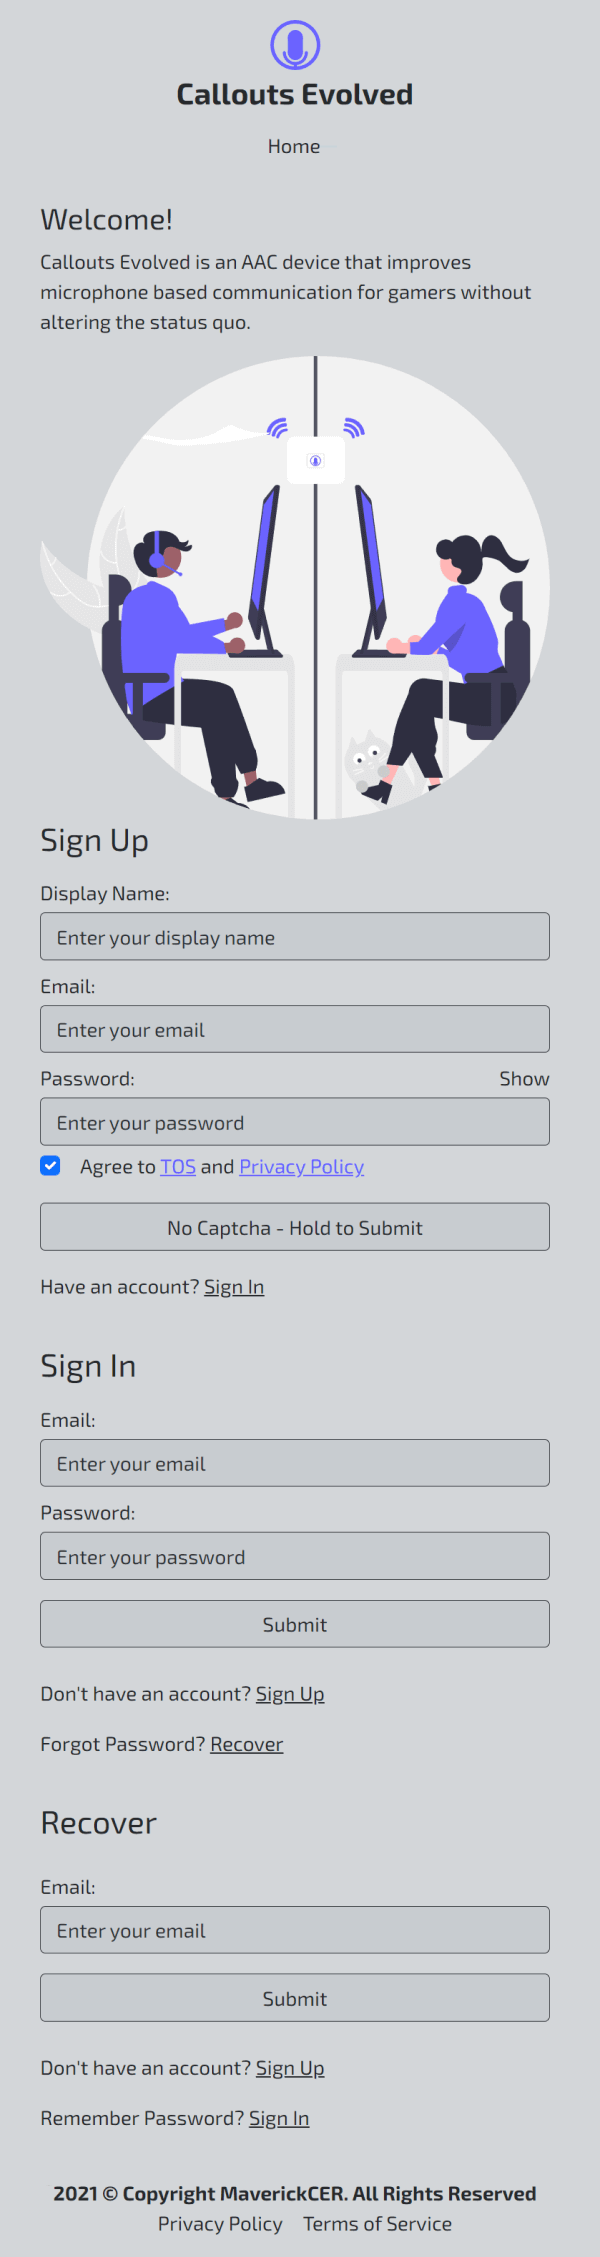 Callouts Evolved
Home
Welcome!
Callouts Evolved is an AAC device that improves
microphone based communication for gamers without
altering the status quo.
Sign Up
Display Name:
Enter your display name
Email:
Enter your email
Password: Show
Enter your password
Agree to TOS and Privacy Policy
No Captcha - Hold to Submit
Have an account? Sign In
Sign In
Email:
Enter your email
Password:
Enter your password
Submit
Don't have an account? Sign Up
Forgot Password? Recover
Recover
Email:
Enter your email
Submit
Don't have an account? Sign Up
Remember Password? Sign In
2021 © Copyright MaverickCER. All Rights Reserved
Privacy Policy Terms of Service